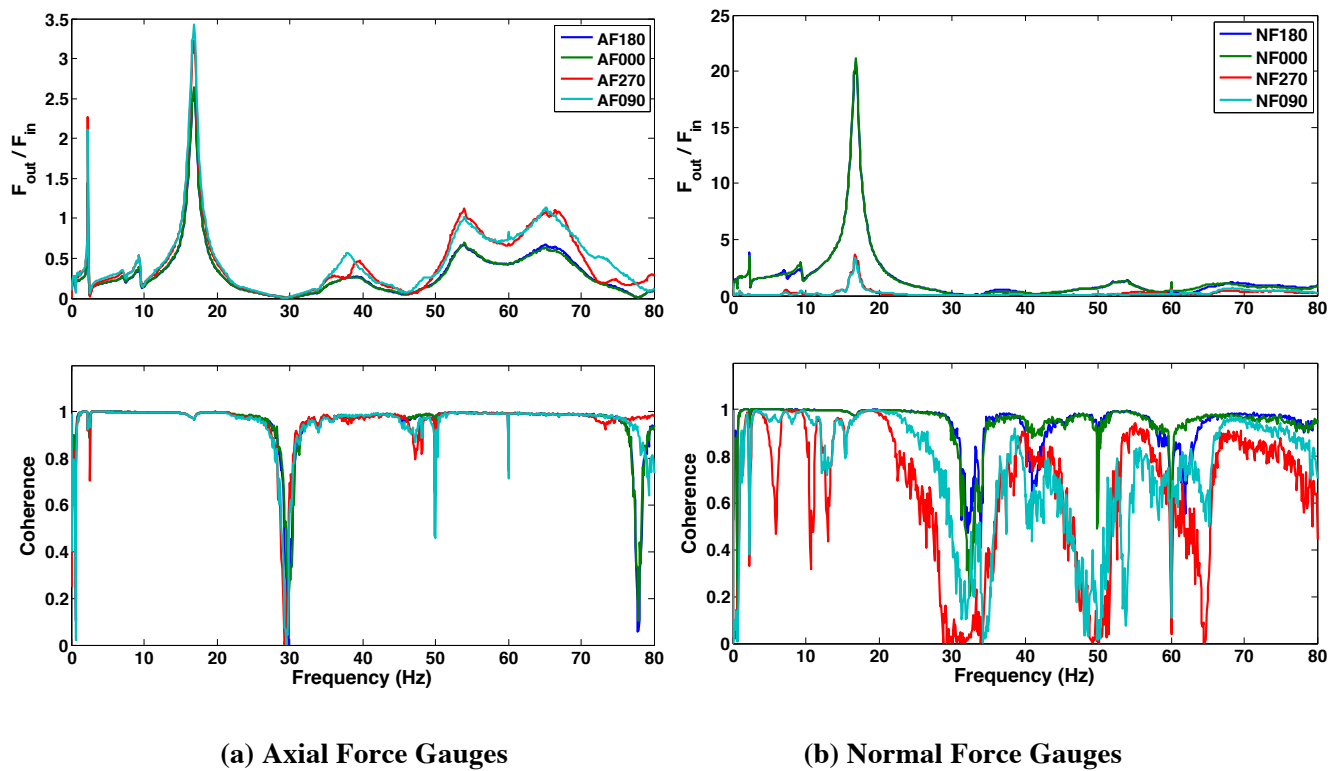 3.5
3
2.5
2
1.5
1
0.5
0
0 10 20 30 40 50 60 70 80
F_out / F_in
AF180
AF000
AF270
AF090
25
20
15
10
5
0
0 10 20 30 40 50 60 70 80
F_out / F_in
NF180
NF000
NF270
NF090
1
0.8
0.6
0.4
0.2
0
0 10 20 30 40 50 60 70 80
Coherence
Frequency (Hz)
1
0.8
0.6
0.4
0.2
0
0 10 20 30 40 50 60 70 80
Coherence
Frequency (Hz)
(a) Axial Force Gauges
(b) Normal Force Gauges